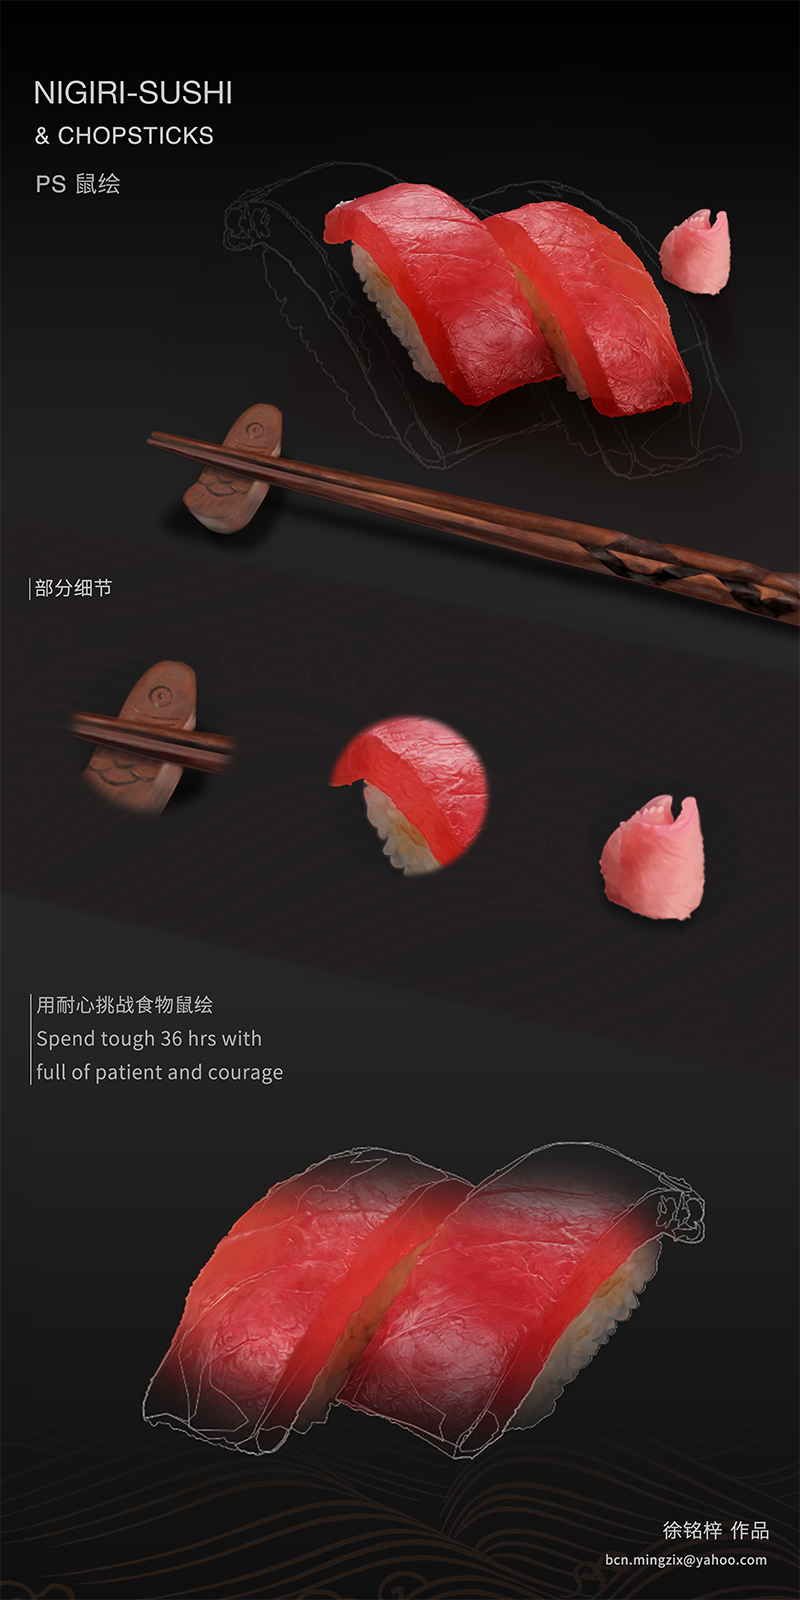 NIGIRI-SUSHI
& CHOPSTICKS
PS 鼠绘
部分细节
用耐心挑战食物鼠绘
Spend tough 36 hrs with
full of patient and courage
徐铭梓 作品
bcn.mingzix@yahoo.com